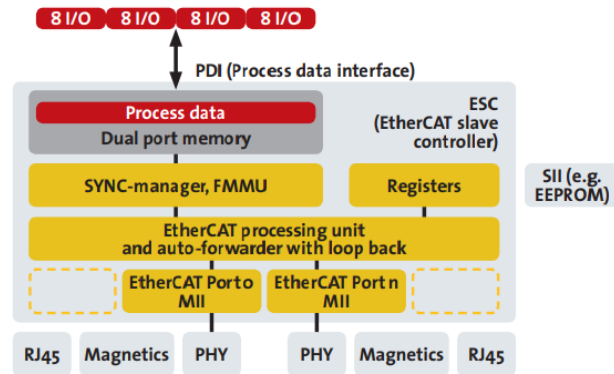 8 I/O 8 I/O 8 I/O 8 I/O
PDI (Process data interface)
Process data
Dual port memory
ESC
(EtherCAT slave
controller)
SYNC-manager, FMMU
Registers
SII (e.g.
EEPROM)
EtherCAT processing unit
and auto-forwarder with loop back
EtherCAT Port0
MII
EtherCAT Port n
MII
RJ45
Magnetics
PHY
PHY
Magnetics
RJ45